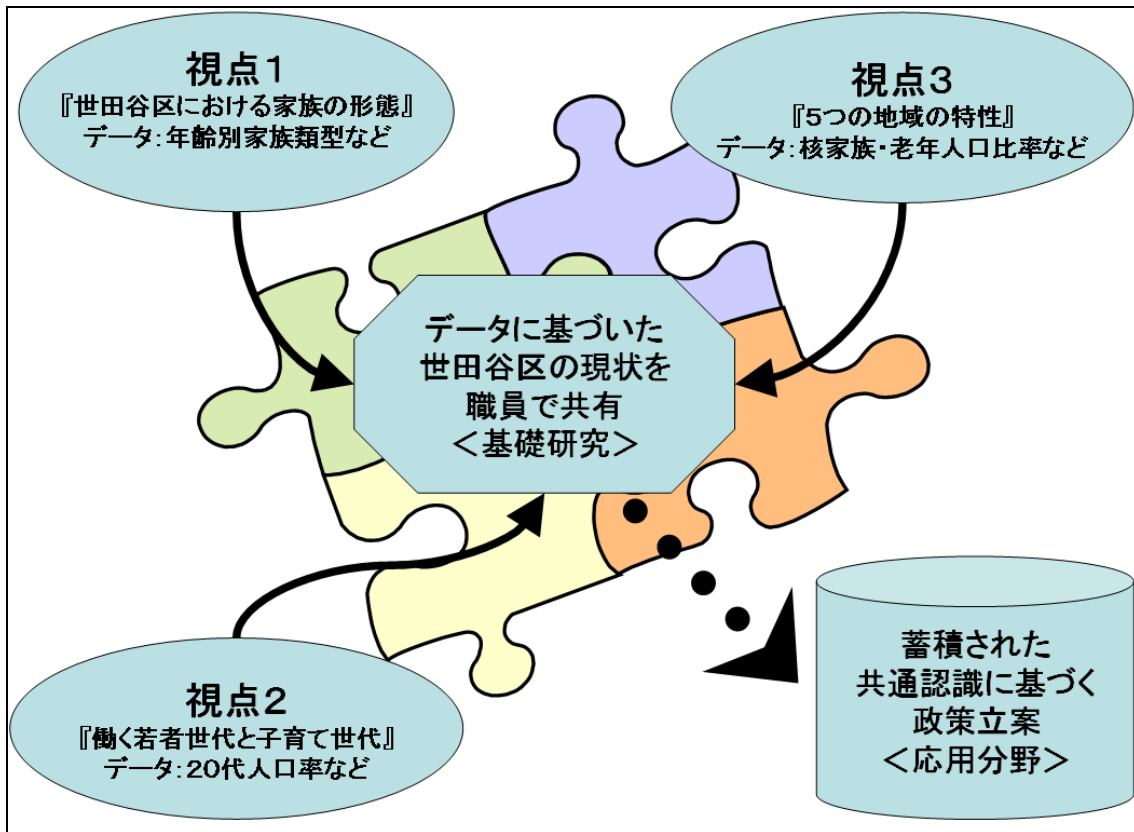 視点1
『世田谷区における家族の形態』
データ：年齢別家族類型など
視点3
『5つの地域の特性』
データ：核家族・老年人口比率など
データに基づいた
世田谷区の現状を
職員で共有
＜基礎研究＞
視点2
『働く若者世代と子育て世代』
データ：20代人口率など
蓄積された
共通認識に基づく
政策立案
＜応用分野＞